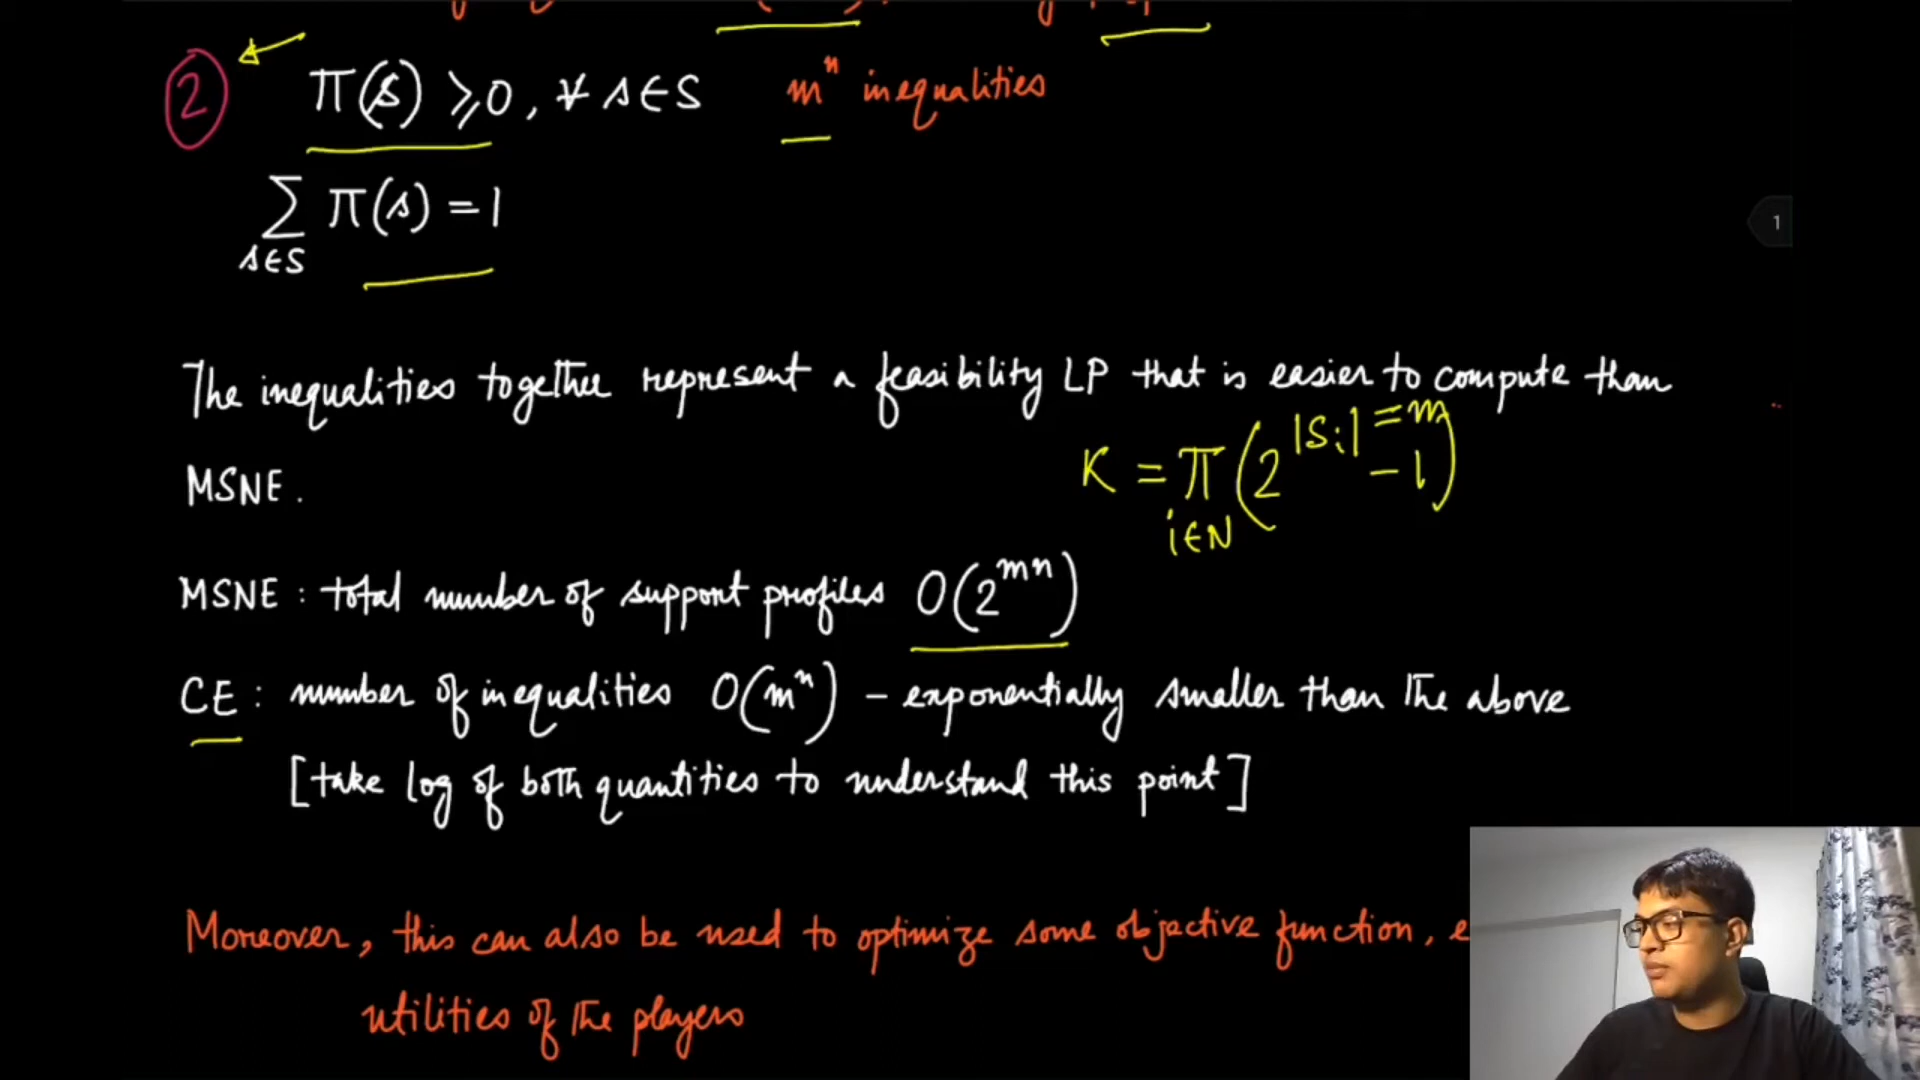 ② π(s) ≥ 0, ∀ s ∈ S m^n inequalities
∑_{s∈S} π(s) = 1
1
The inequalities together represent a feasibility LP that is easier to compute than
MSNE.
K = π_{i∈N} (2^{|Si| = m} - 1)
MSNE : total number of support profiles O(2^{mn})
CE : number of inequalities O(m^n) – exponentially smaller than the above
[take log of both quantities to understand this point]
Moreover, this can also be used to optimize some objective function,
utilities of the players